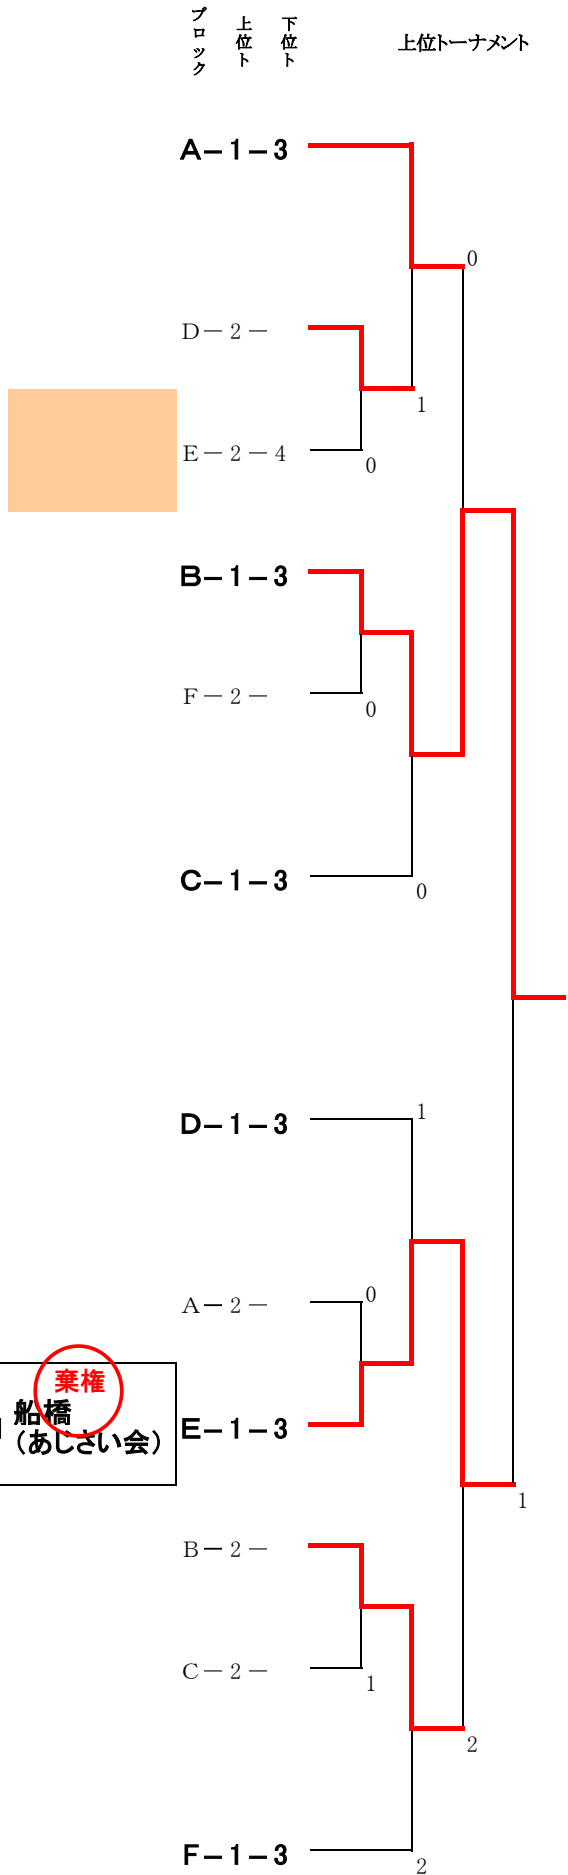 ブロック
上位ト
下位ト
上位トーナメント
A－1－3
0
D－2－
1
E－2－4
0
B－1－3
F－2－
0
C－1－3
0
D－1－3
1
A－2－
0
棄権
船橋
（あじさい会）
E－1－3
1
B－2－
C－2－
1
2
F－1－3
2